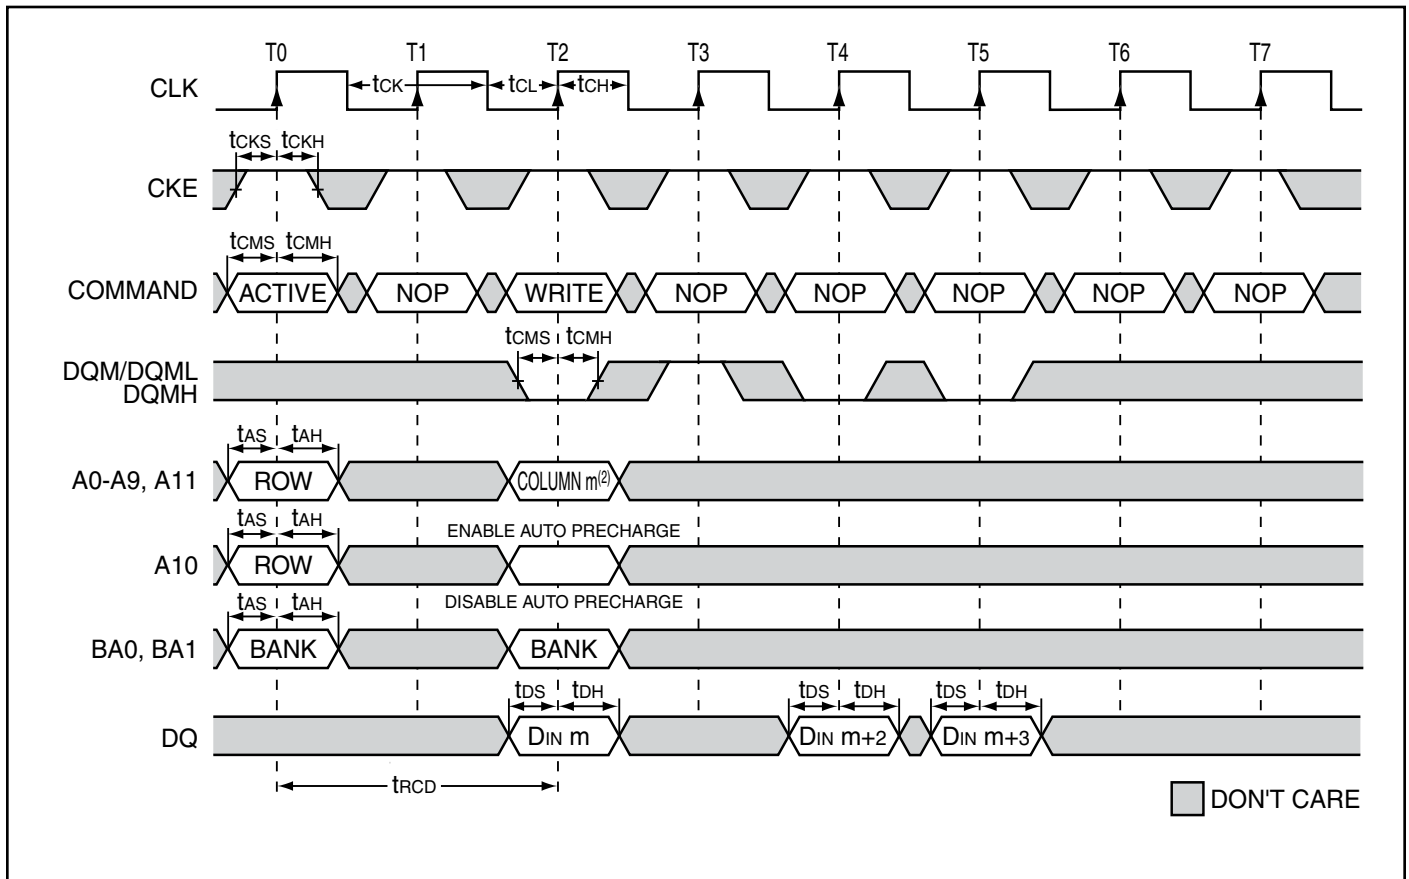 T0 T1 T2 T3 T4 T5 T6 T7
CLK tCK tCL tCH
tCKS tCKH
CKE
tCMS tCMH
COMMAND ACTIVE NOP WRITE NOP NOP NOP NOP NOP
tCMS tCMH
DQM/DQML
DQMH
tAS tAH
A0-A9, A11 ROW COLUMN m(2)
tAS tAH ENABLE AUTO PRECHARGE
A10 ROW
tAS tAH DISABLE AUTO PRECHARGE
BA0, BA1 BANK BANK
tDS tDH tDS tDH tDS tDH
DQ DIN m DIN m+2 DIN m+3
tRCD
DON'T CARE